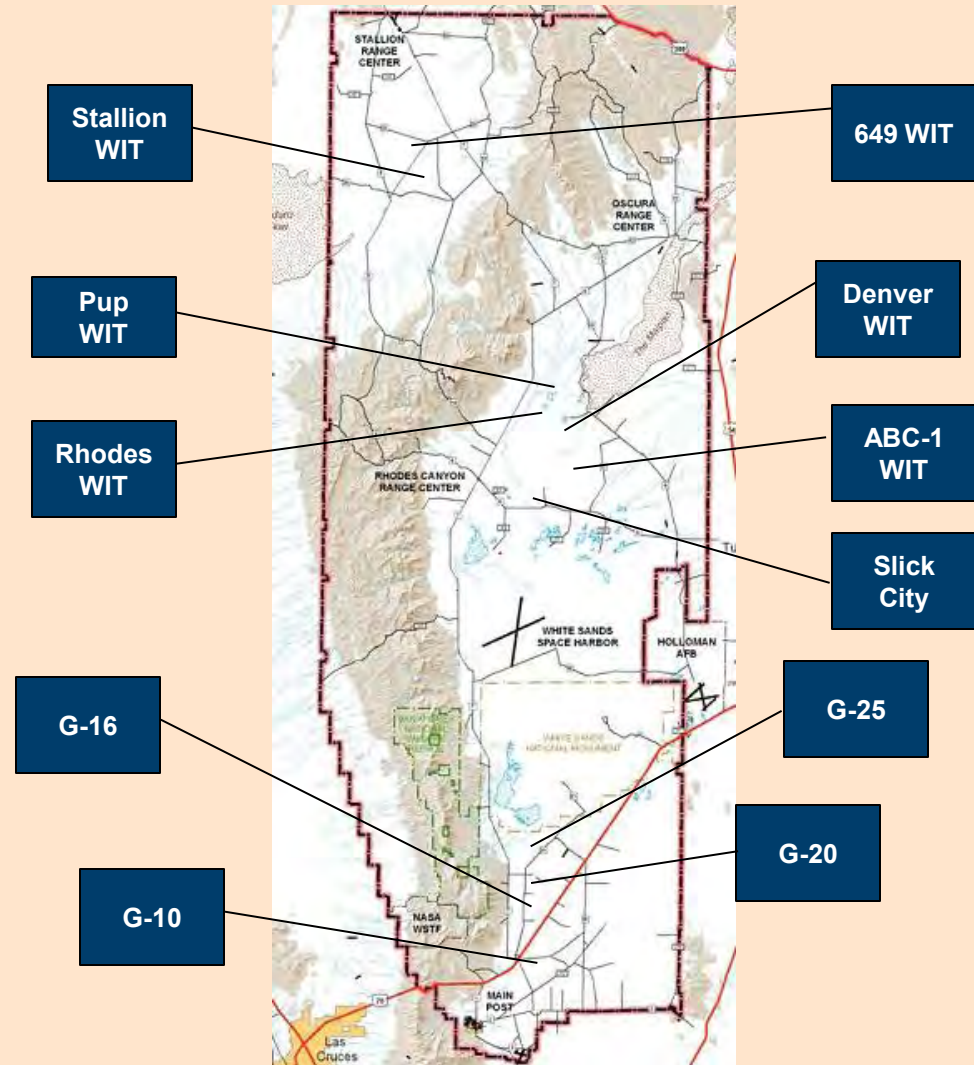 STALLION
RANGE
CENTER
Stallion
WIT
649 WIT
OSCURA
RANGE
CENTER
Pup
WIT
Denver
WIT
Rhodes
WIT
ABC-1
WIT
RHODES CANYON
RANGE CENTER
Slick
City
WHITE SANDS
SPACE HARBOR
HOLLOMAN
AFB
G-16
G-25
WHITE SANDS
NATIONAL MONUMENT
G-20
G-10
NASA
WSTF
MAIN
POST
70
Las
Cruces